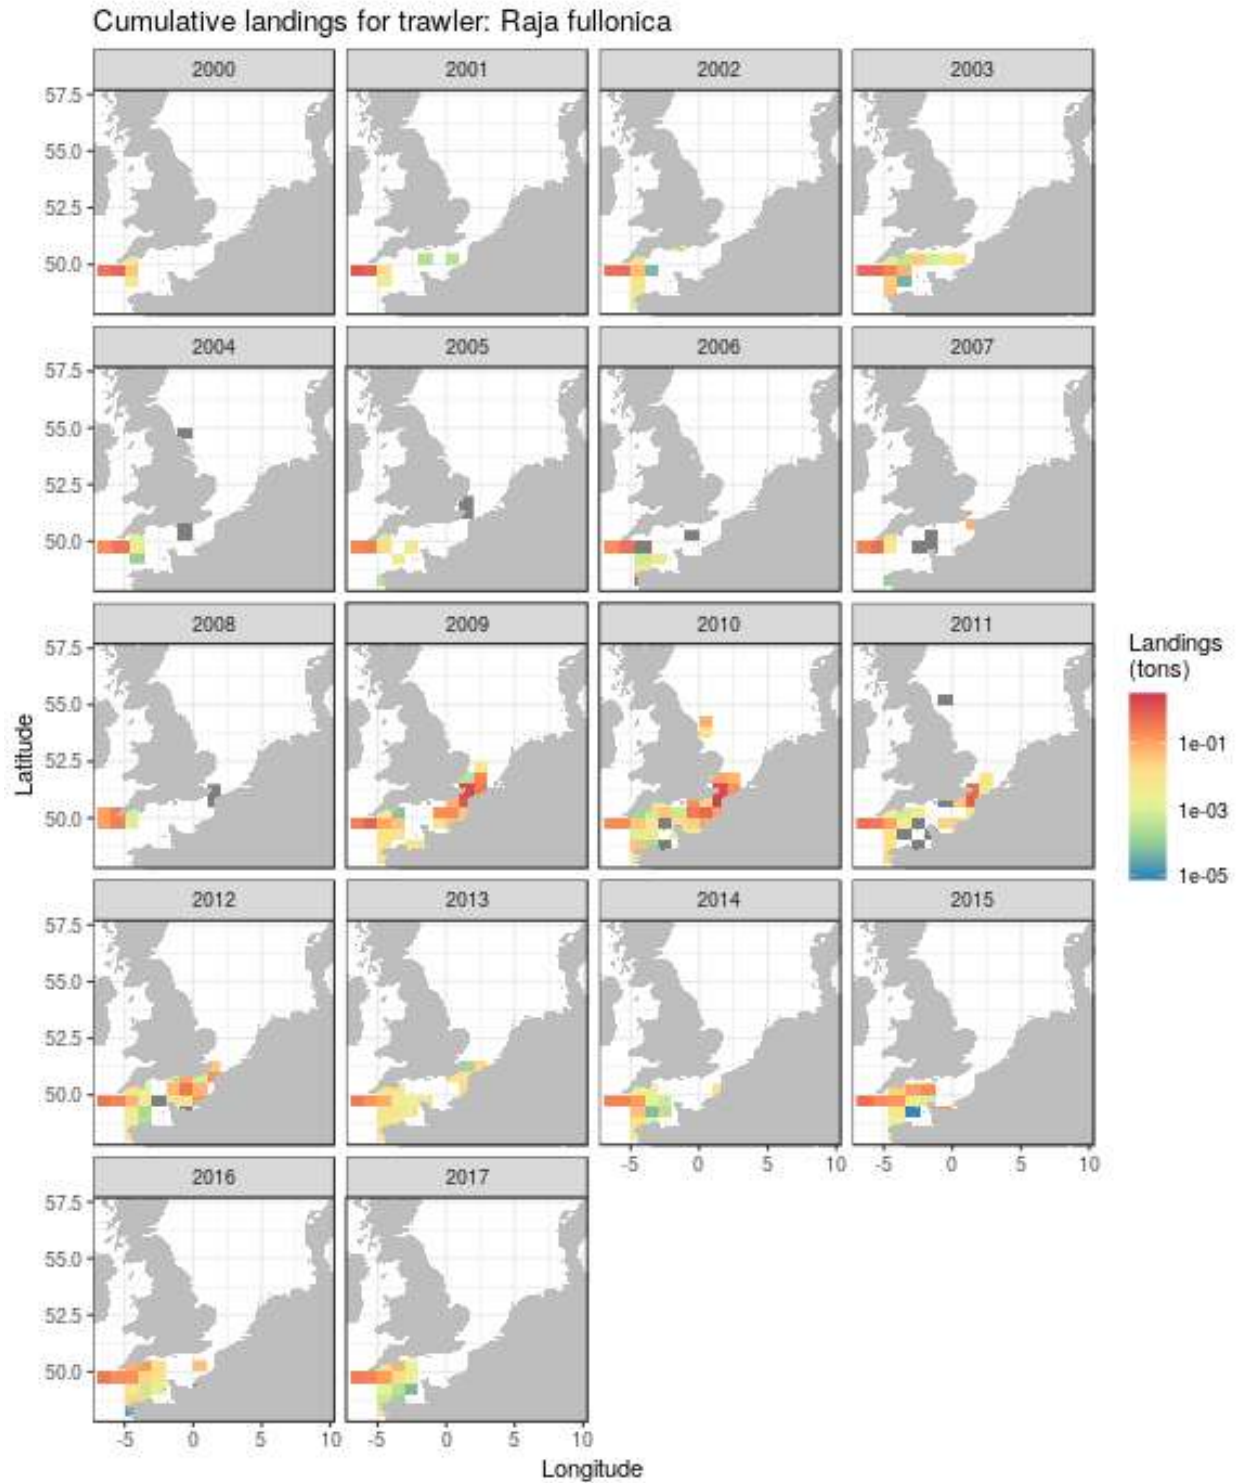 Cumulative landings for trawler: Raja fullonica
2000 2001 2002 2003
57.5
55.0
52.5
50.0
2004 2005 2006 2007
57.5
55.0
52.5
50.0
2008 2009 2010 2011
57.5
55.0
52.5
50.0
Latitude
Landings
(tons)
1e-01
1e-03
1e-05
2012 2013 2014 2015
57.5
55.0
52.5
50.0
-5 0 5 10 -5 0 5 10
2016 2017
57.5
55.0
52.5
50.0
-5 0 5 10 -5 0 5 10
Longitude